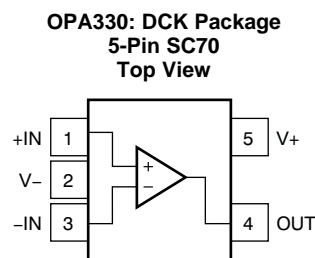 OPA330: DCK Package
5-Pin SC70
Top View
+IN 1 5 V+
+
V− 2
−
−IN 3 4 OUT